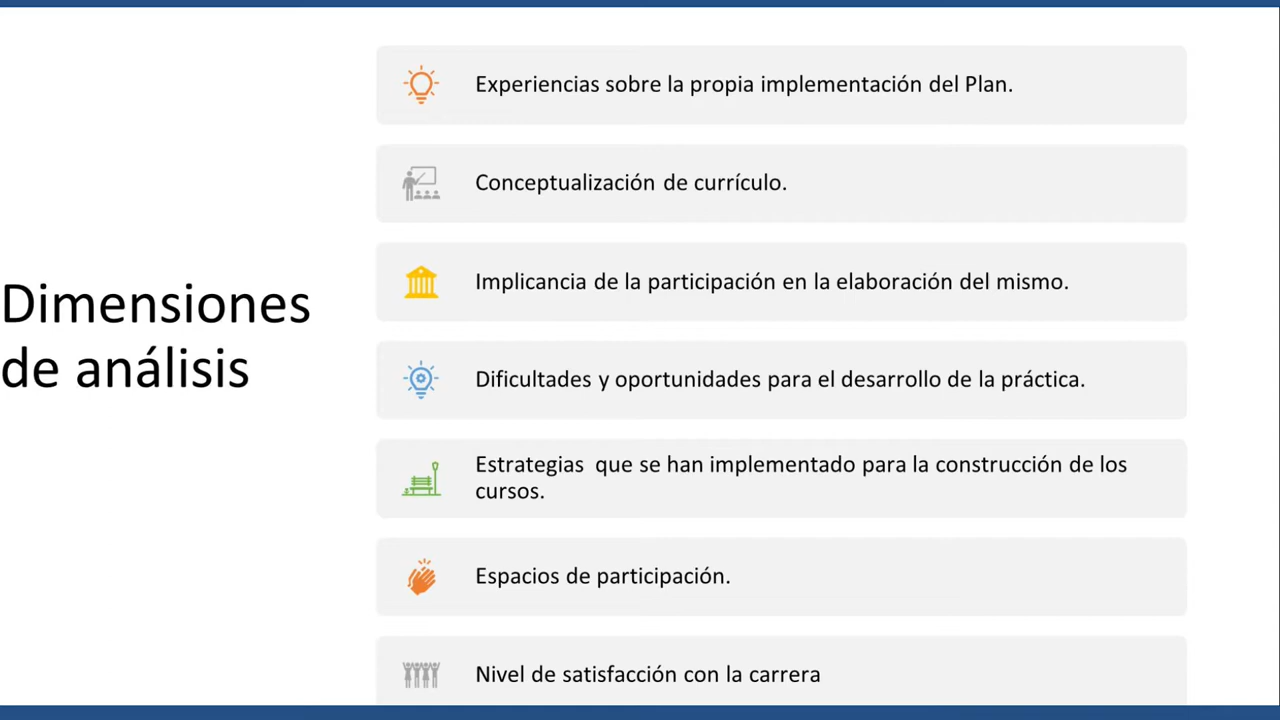 Dimensiones
de análisis
Experiencias sobre la propia implementación del Plan.
Conceptualización de currículo.
Implicancia de la participación en la elaboración del mismo.
Dificultades y oportunidades para el desarrollo de la práctica.
Estrategias  que se han implementado para la construcción de los
cursos.
Espacios de participación.
Nivel de satisfacción con la carrera